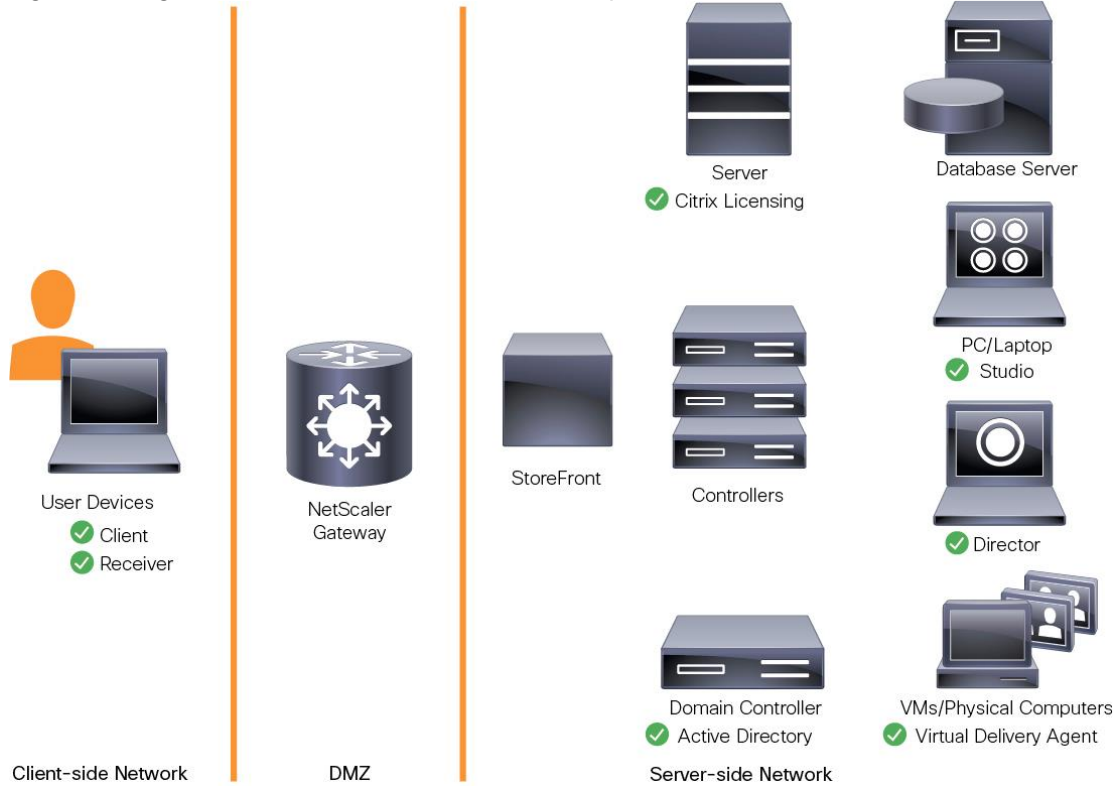 Server
Citrix Licensing
Database Server
PC/Laptop
Studio
StoreFront
Controllers
User Devices
Client
Receiver
NetScaler
Gateway
Director
Domain Controller
Active Directory
VMs/Physical Computers
Virtual Delivery Agent
Client-side Network
DMZ
Server-side Network